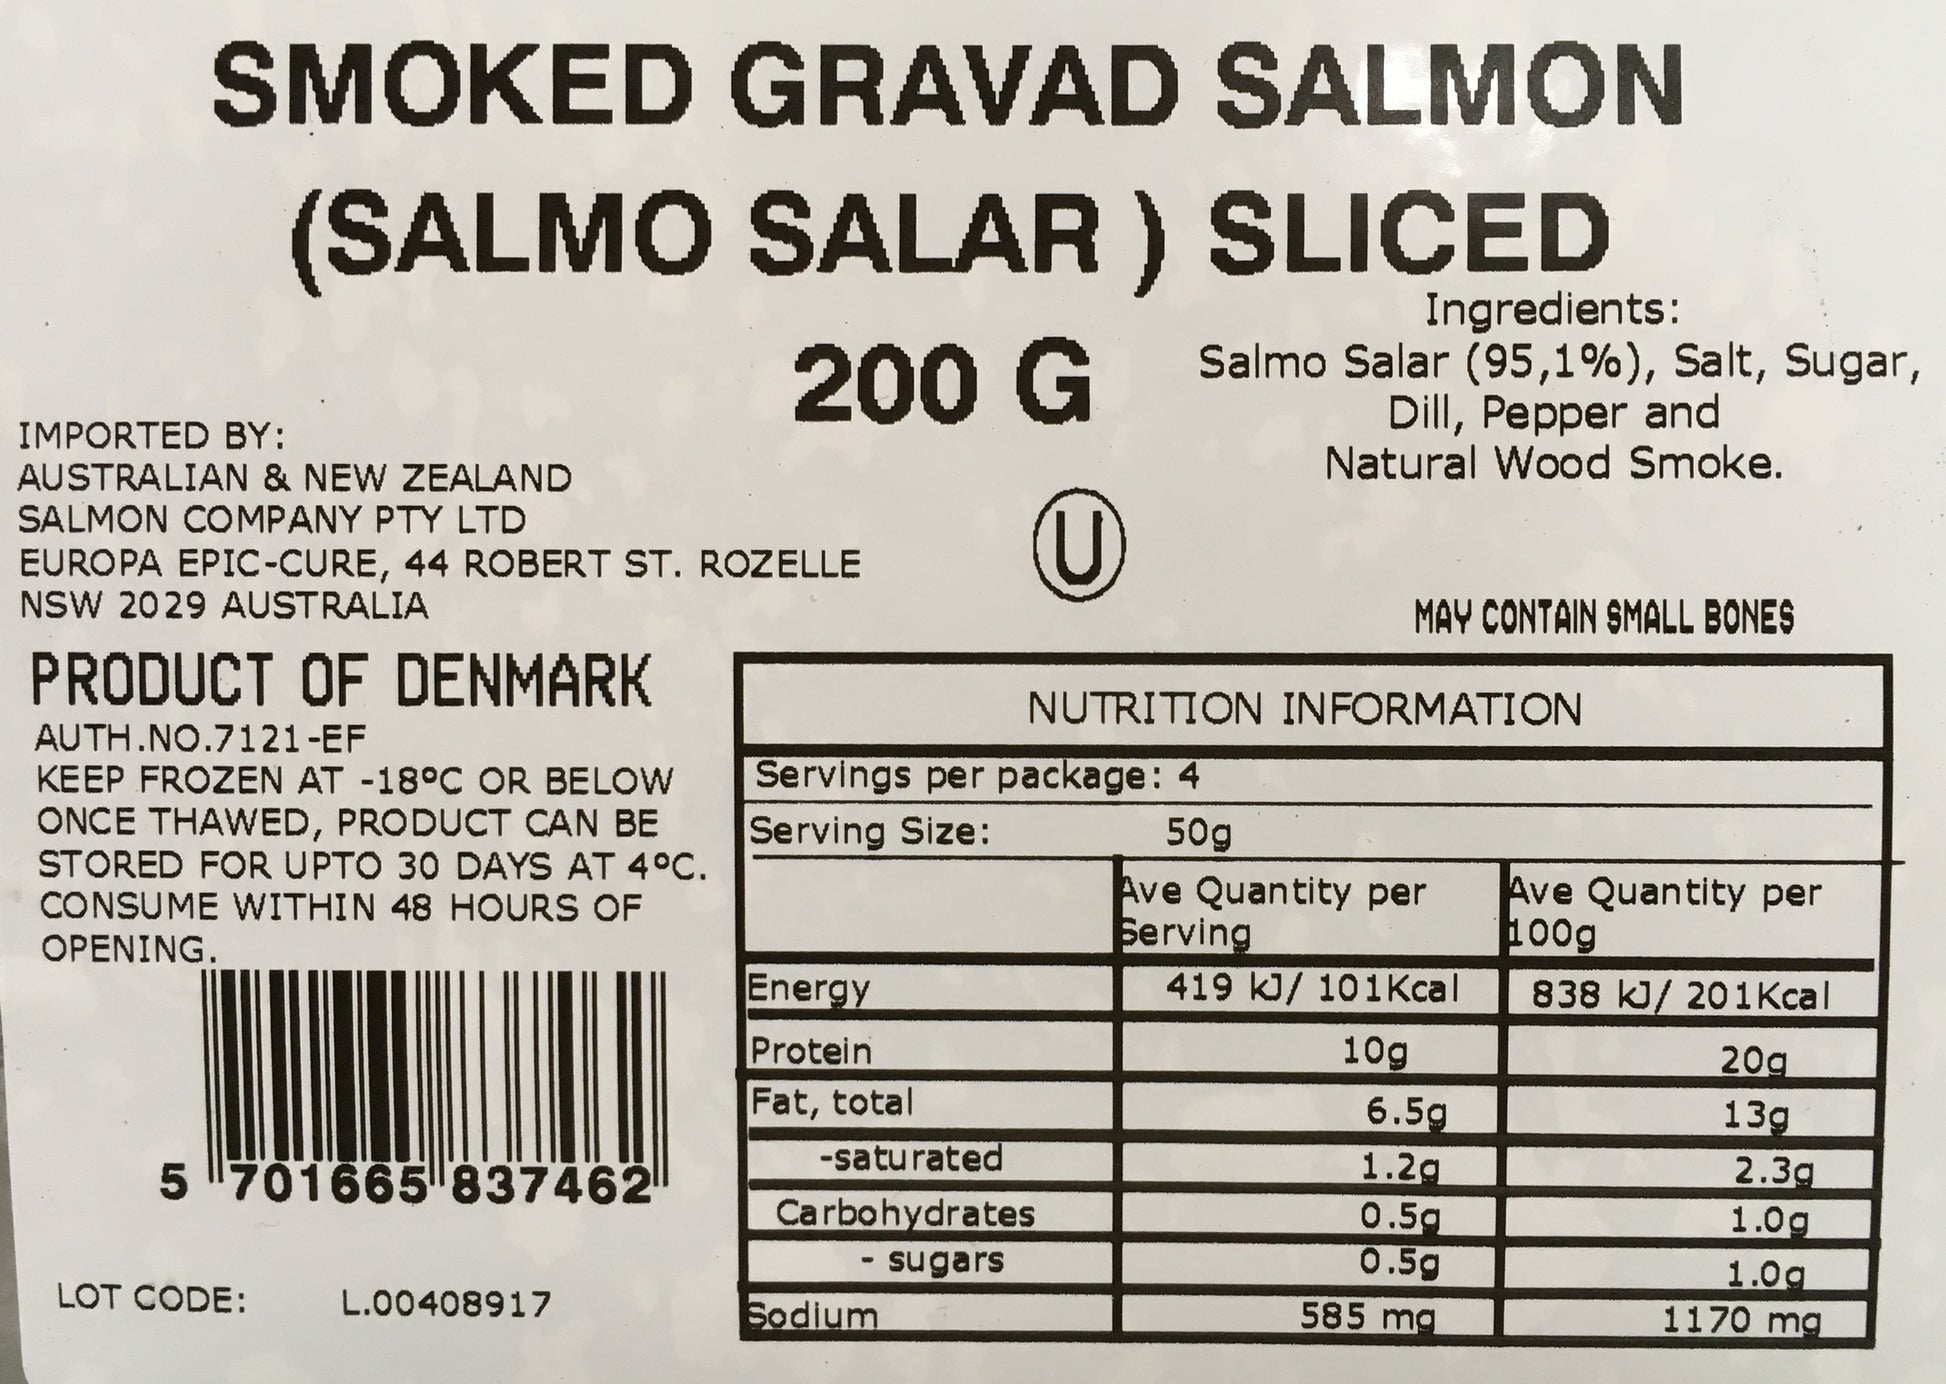 SMOKED GRAVAD SALMON
(SALMO SALAR ) SLICED
200 G
Ingredients:
Salmo Salar (95,1%), Salt, Sugar,
Dill, Pepper and
Natural Wood Smoke.
IMPORTED BY:
AUSTRALIAN & NEW ZEALAND
SALMON COMPANY PTY LTD
EUROPA EPIC-CURE, 44 ROBERT ST. ROZELLE
NSW 2029 AUSTRALIA
U
MAY CONTAIN SMALL BONES
PRODUCT OF DENMARK
AUTH.NO.7121-EF
KEEP FROZEN AT -18°C OR BELOW
ONCE THAWED, PRODUCT CAN BE
STORED FOR UPTO 30 DAYS AT 4°C.
CONSUME WITHIN 48 HOURS OF
OPENING.
5 701665 837462
LOT CODE: L.00408917
NUTRITION INFORMATION
Servings per package: 4
Serving Size: 50g
Ave Quantity per
Serving
Ave Quantity per
100g
Energy 419 kJ/ 101Kcal 838 kJ/ 201Kcal
Protein 10g 20g
Fat, total 6.5g 13g
-saturated 1.2g 2.3g
Carbohydrates 0.5g 1.0g
- sugars 0.5g 1.0g
Sodium 585 mg 1170 mg